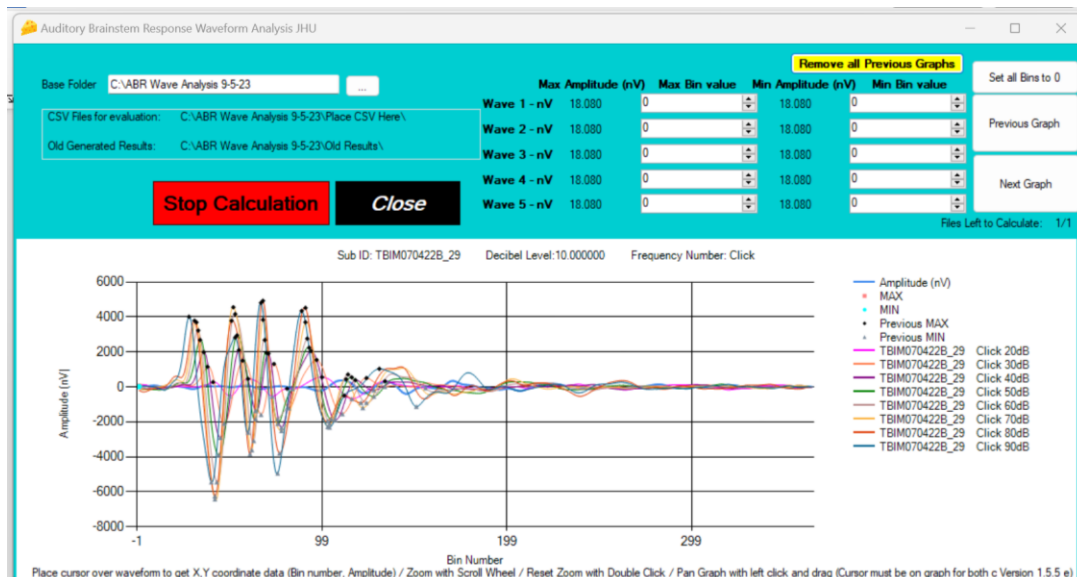 Auditory Brainstem Response Waveform Analysis JHU
Remove all Previous Graphs
Base Folder C:\ABR Wave Analysis 9-5-23 ...
Max Amplitude (nV) Max Bin value Min Amplitude (nV) Min Bin value
Set all Bins to 0
Wave 1 - nV 18.080 0 18.080 0
CSV Files for evaluation: C:\ABR Wave Analysis 9-5-23\Place CSV Here\
Wave 2 - nV 18.080 0 18.080 0
Previous Graph
Old Generated Results: C:\ABR Wave Analysis 9-5-23\Old Results\
Wave 3 - nV 18.080 0 18.080 0
Wave 4 - nV 18.080 0 18.080 0
Next Graph
Stop Calculation Close
Wave 5 - nV 18.080 0 18.080 0
Files Left to Calculate: 1/1
Sub ID: TBIM070422B_29 Decibel Level:10.000000 Frequency Number: Click
6000
4000
2000
0
-2000
-4000
-6000
-8000
Amplitude (nV)
-1 99 199 299
Bin Number
Amplitude (nV)
MAX
MIN
Previous MAX
Previous MIN
TBIM070422B_29 Click 20dB
TBIM070422B_29 Click 30dB
TBIM070422B_29 Click 40dB
TBIM070422B_29 Click 50dB
TBIM070422B_29 Click 60dB
TBIM070422B_29 Click 70dB
TBIM070422B_29 Click 80dB
TBIM070422B_29 Click 90dB
Place cursor over waveform to get X,Y coordinate data (Bin number, Amplitude) / Zoom with Scroll Wheel / Reset Zoom with Double Click / Pan Graph with left click and drag (Cursor must be on graph for both c Version 1.5.5 e)